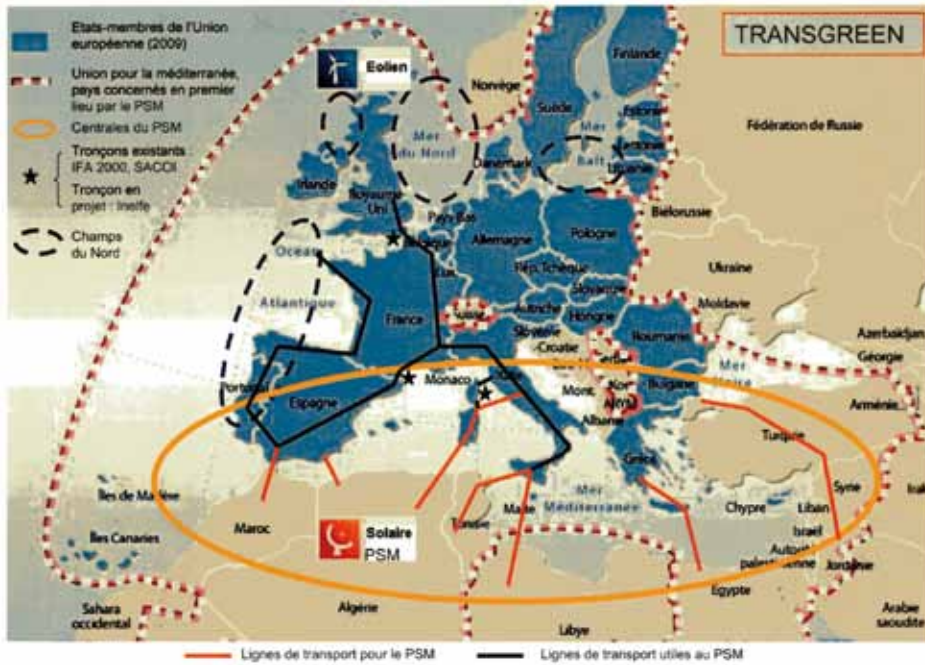 TRANSGREEN
Etats-membres de l'Union
européenne (2009)
Union pour la méditerranée,
pays concernés en premier
lieu par le PSM
Centrales du PSM
Tronçons existants :
IFA 2000, SACOI
Tronçon en
projet : Inelfe
Champs
du Nord
Eolien
Norvège
Finlande
Suède
Estonie
Mer
du Nord
Mer
Balt
Danemark
Lituanie
Fédération de Russie
Irlande
Royaume
Uni
Pays-Bas
Belgique
Allemagne
Pologne
Biélorussie
Rép. Tchèque
Ukraine
Océan
Atlantique
France
Suisse
Autriche
Slovaquie
Hongrie
Moldavie
Slovénie
Croatie
Roumanie
Azerbaïdjan
Géorgie
Mer
Noire
Arménie
Portugal
Espagne
Monaco
Mont.
Albanie
ARYM
Bulgarie
Grèce
Turquie
Îles de Madère
Îles Canaries
Maroc
Solaire
PSM
Tunisie
Malte
Mer
Méditerranée
Chypre
Liban
Syrie
Israël
Autorité
palestinienne
Jordanie
Sahara
occidental
Algérie
Libye
Egypte
Arabie
saoudite
Lignes de transport pour le PSM
Lignes de transport utiles au PSM